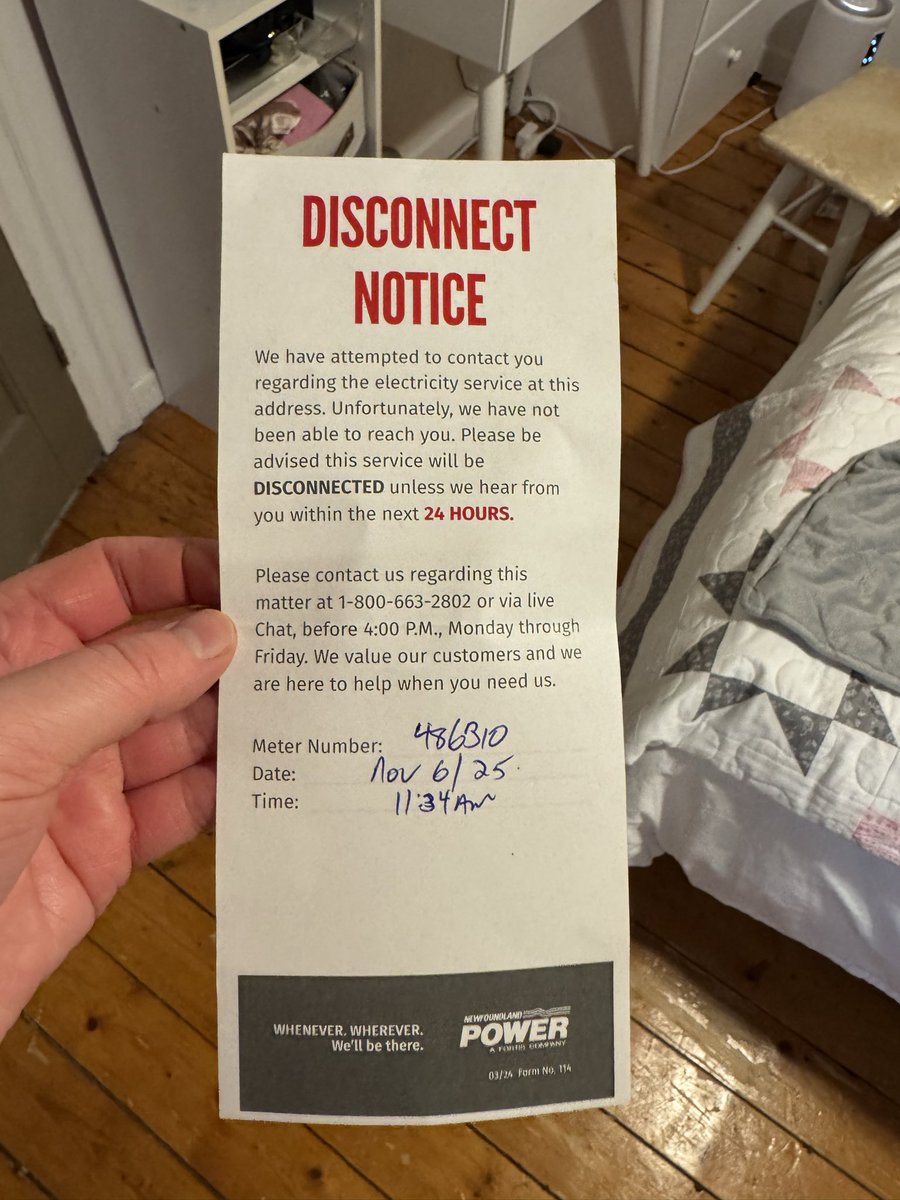 DISCONNECT
NOTICE
We have attempted to contact you
regarding the electricity service at this
address. Unfortunately, we have not
been able to reach you. Please be
advised this service will be
DISCONNECTED unless we hear from
you within the next 24 HOURS.
Please contact us regarding this
matter at 1-800-663-2802 or via live
Chat, before 4:00 P.M., Monday through
Friday. We value our customers and we
are here to help when you need us.
Meter Number: 486310
Date: Nov 6/25
Time: 11:34 AM
WHENEVER. WHEREVER.
We'll be there.
NEWFOUNDLAND
POWER
A FORTIS COMPANY
03/24 Form No. 114